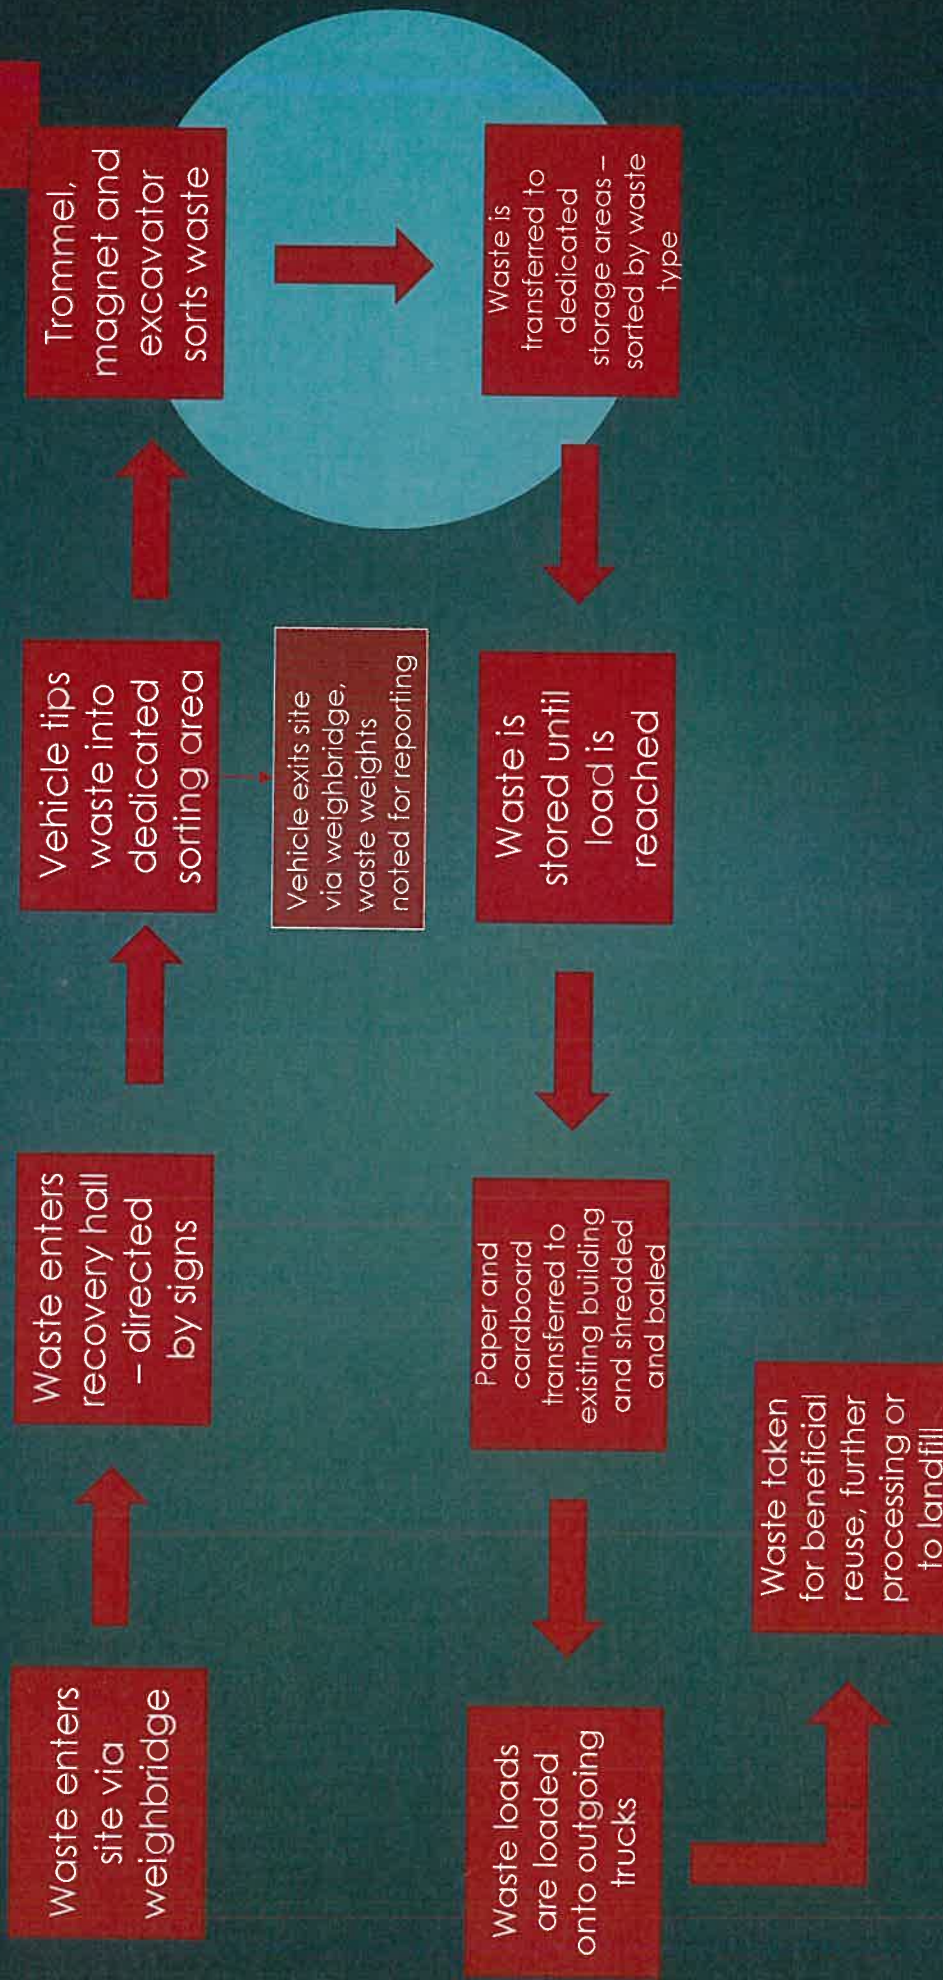 Waste enters
site via
weighbridge
Waste enters
recovery hall
– directed
by signs
Vehicle tips
waste into
dedicated
sorting area
Trommel,
magnet and
excavator
sorts waste
Vehicle exits site
via weighbridge,
waste weights
noted for reporting
Waste is
transferred to
dedicated
storage areas –
sorted by waste
type
Waste is
stored until
load is
reached
Paper and
cardboard
transferred to
existing building
and shredded
and baled
Waste loads
are loaded
onto outgoing
trucks
Waste taken
for beneficial
reuse, further
processing or
to landfill